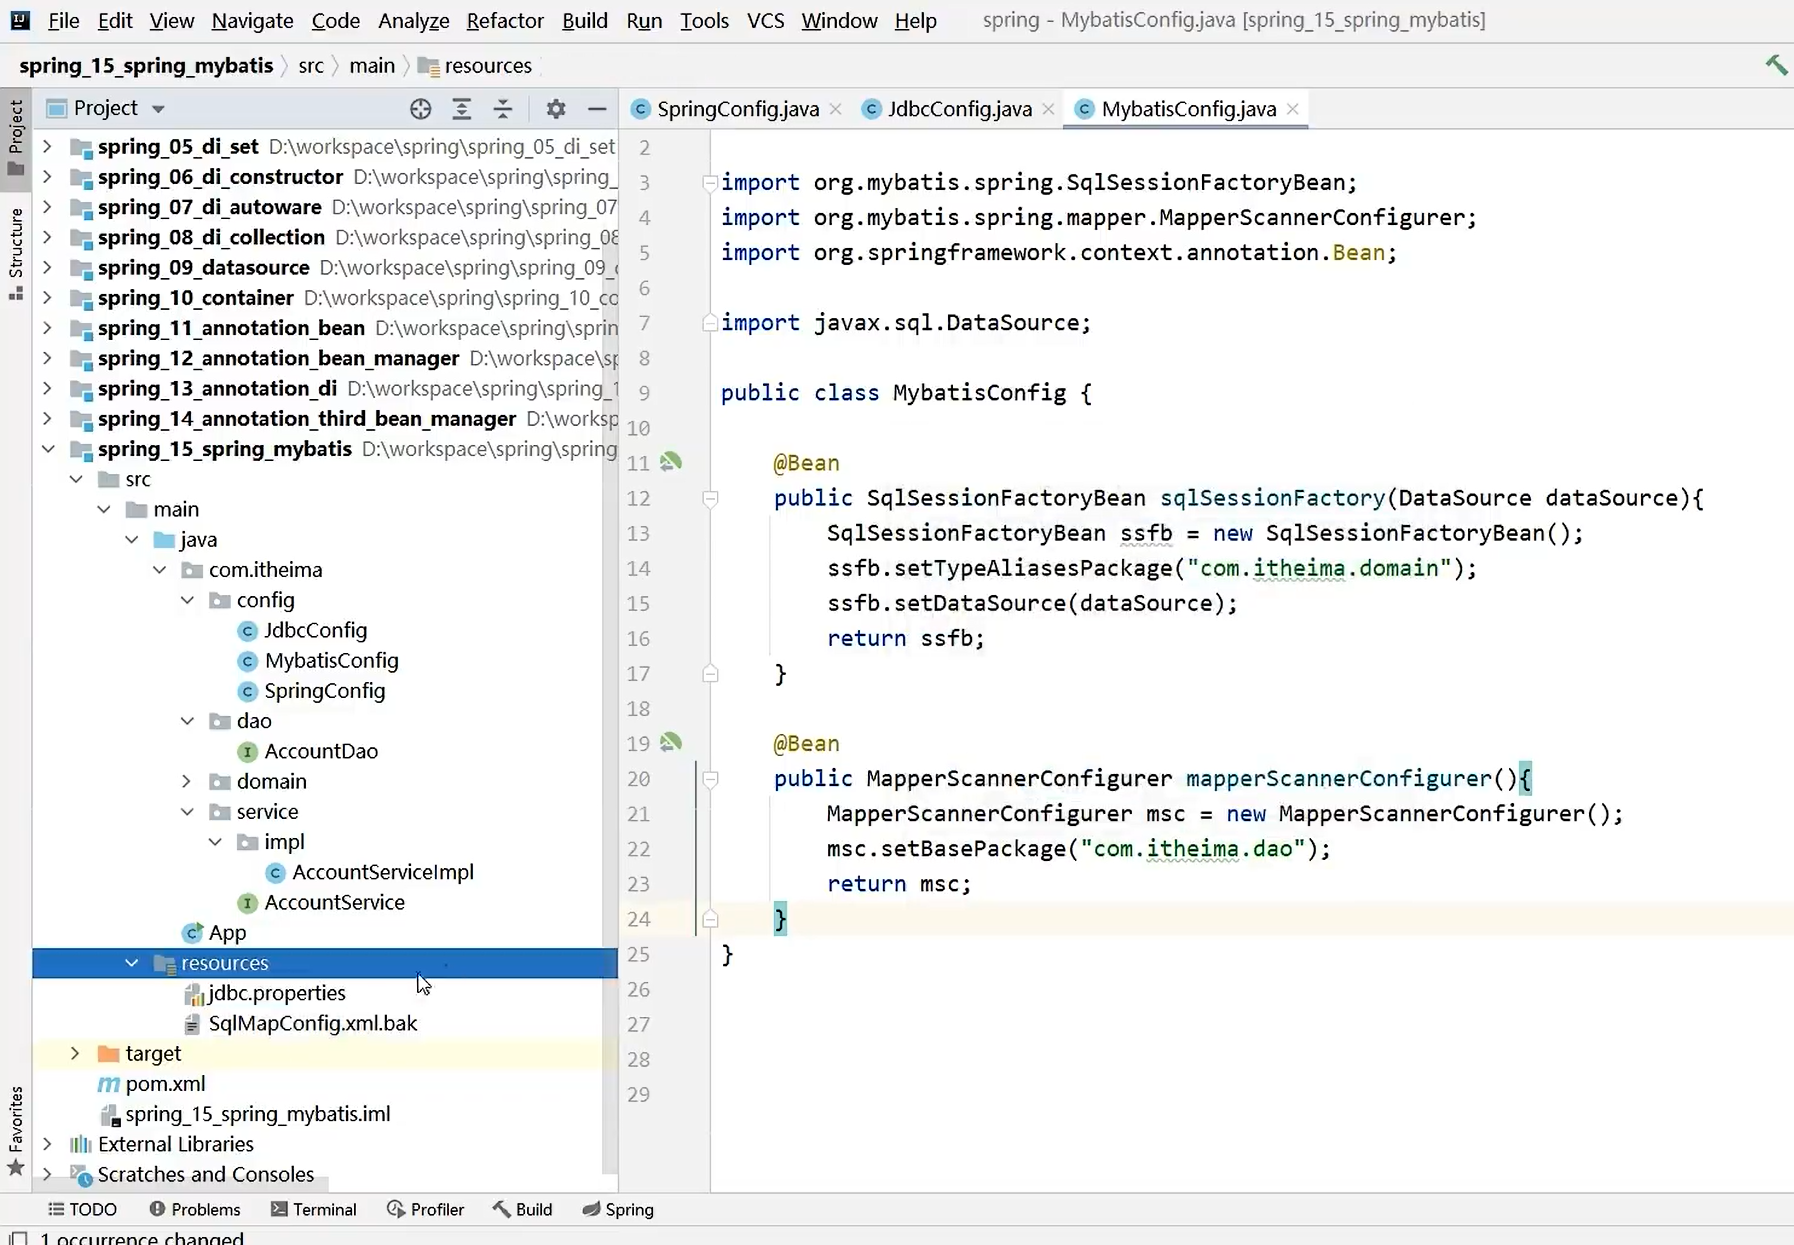 File Edit View Navigate Code Analyze Refactor Build Run Tools VCS Window Help spring - MybatisConfig.java [spring_15_spring_mybatis]
spring_15_spring_mybatis src main resources
Project
SpringConfig.java JdbcConfig.java MybatisConfig.java
Project
Structure
Favorites
spring_05_di_set D:\workspace\spring\spring_05_di_set
spring_06_di_constructor D:\workspace\spring\spring_
spring_07_di_autoware D:\workspace\spring\spring_07
spring_08_di_collection D:\workspace\spring\spring_08
spring_09_datasource D:\workspace\spring\spring_09_
spring_10_container D:\workspace\spring\spring_10_co
spring_11_annotation_bean D:\workspace\spring\sprin
spring_12_annotation_bean_manager D:\workspace\sp
spring_13_annotation_di D:\workspace\spring\spring_1
spring_14_annotation_third_bean_manager D:\worksp
spring_15_spring_mybatis D:\workspace\spring\spring
src
main
java
com.itheima
config
JdbcConfig
MybatisConfig
SpringConfig
dao
AccountDao
domain
service
impl
AccountServiceImpl
AccountService
App
resources
jdbc.properties
SqlMapConfig.xml.bak
target
pom.xml
spring_15_spring_mybatis.iml
External Libraries
Scratches and Consoles
2
3 import org.mybatis.spring.SqlSessionFactoryBean;
4 import org.mybatis.spring.mapper.MapperScannerConfigurer;
5 import org.springframework.context.annotation.Bean;
6
7 import javax.sql.DataSource;
8
9 public class MybatisConfig {
10
11 @Bean
12 public SqlSessionFactoryBean sqlSessionFactory(DataSource dataSource){
13 SqlSessionFactoryBean ssfb = new SqlSessionFactoryBean();
14 ssfb.setTypeAliasesPackage("com.itheima.domain");
15 ssfb.setDataSource(dataSource);
16 return ssfb;
17 }
18
19 @Bean
20 public MapperScannerConfigurer mapperScannerConfigurer(){
21 MapperScannerConfigurer msc = new MapperScannerConfigurer();
22 msc.setBasePackage("com.itheima.dao");
23 return msc;
24 }
25 }
26
27
28
29
TODO Problems Terminal Profiler Build Spring
1 occurrence changed